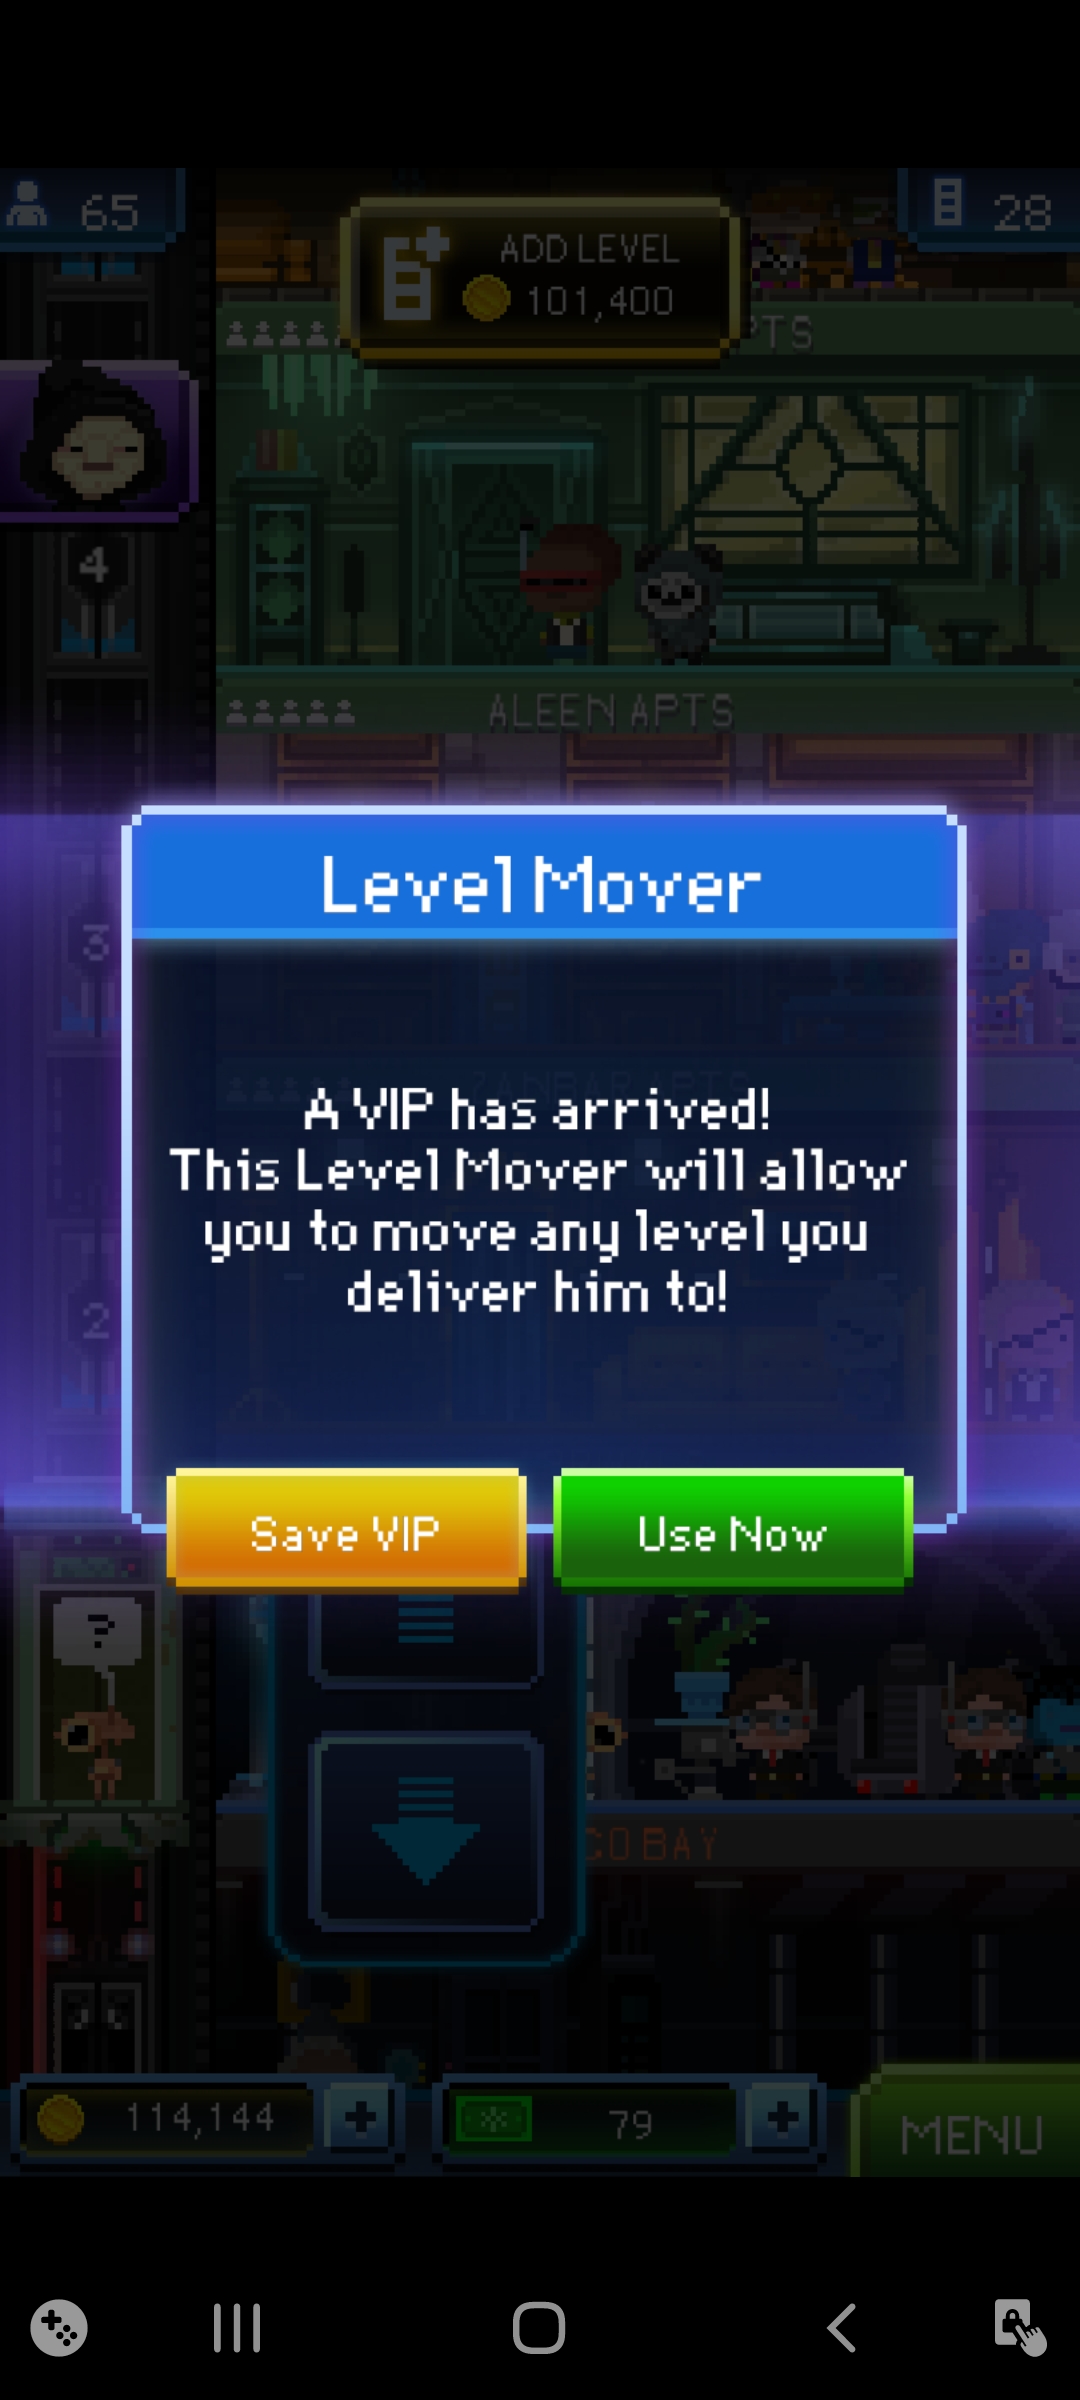 65
28
ADD LEVEL
101,400
PTS
4
ALEEN APTS
Level Mover
3
A VIP has arrived!
This Level Mover will allow
you to move any level you
deliver him to!
2
Save VIP
Use Now
?
CO BAY
114,144
79
MENU